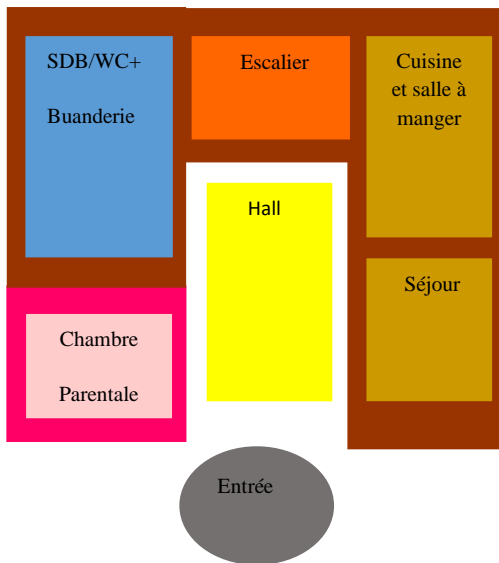 SDB/WC+
Buanderie
Escalier
Cuisine
et salle à
manger
Hall
Séjour
Chambre
Parentale
Entrée